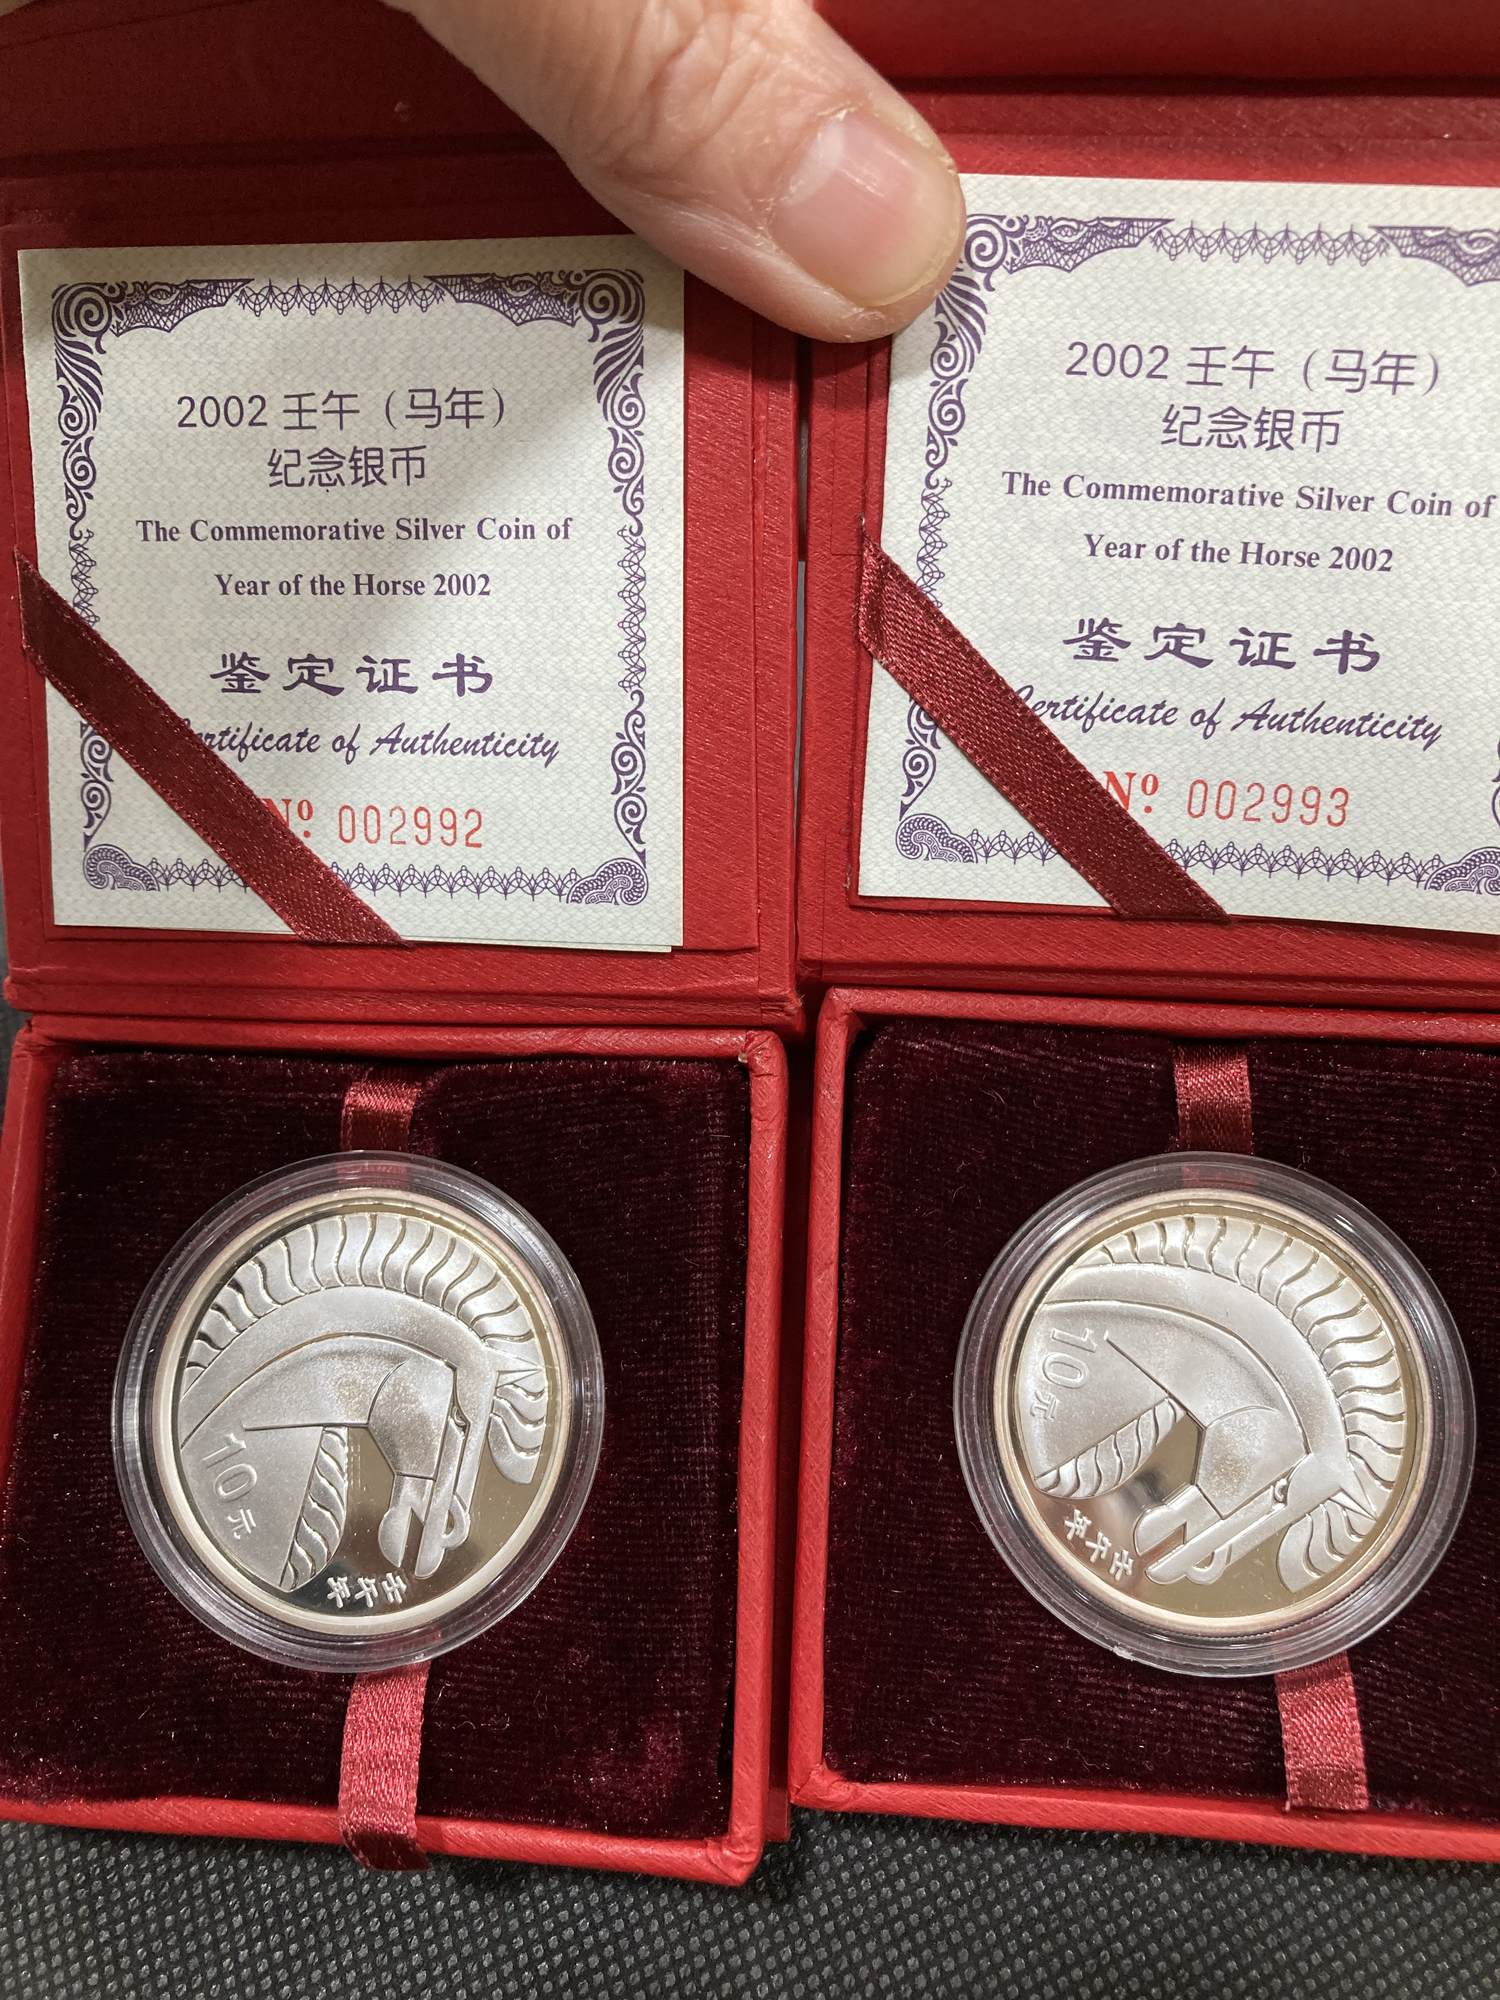 2002 壬午（马年）
纪念银币
The Commemorative Silver Coin of
Year of the Horse 2002
鉴定证书
ertificate of Authenticity
Nº 002992
2002 壬午（马年）
纪念银币
The Commemorative Silver Coin of
Year of the Horse 2002
鉴定证书
Certificate of Authenticity
Nº 002993
10元
壬午年
10元
壬午年